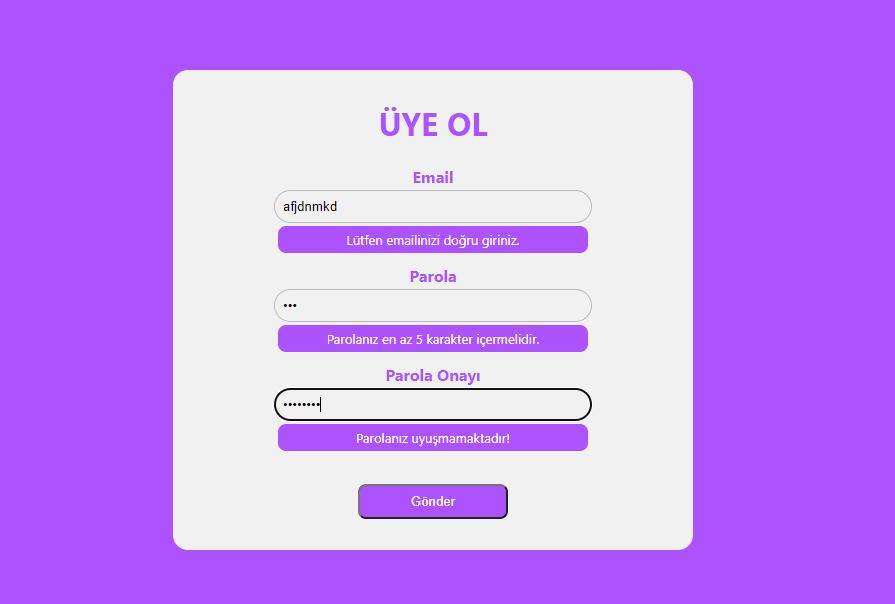 ÜYE OL
Email
afjdnmkd
Lütfen emailinizi doğru giriniz.
Parola
•••
Parolanız en az 5 karakter içermelidir.
Parola Onayı
••••••••
Parolanız uyuşmamaktadır!
Gönder